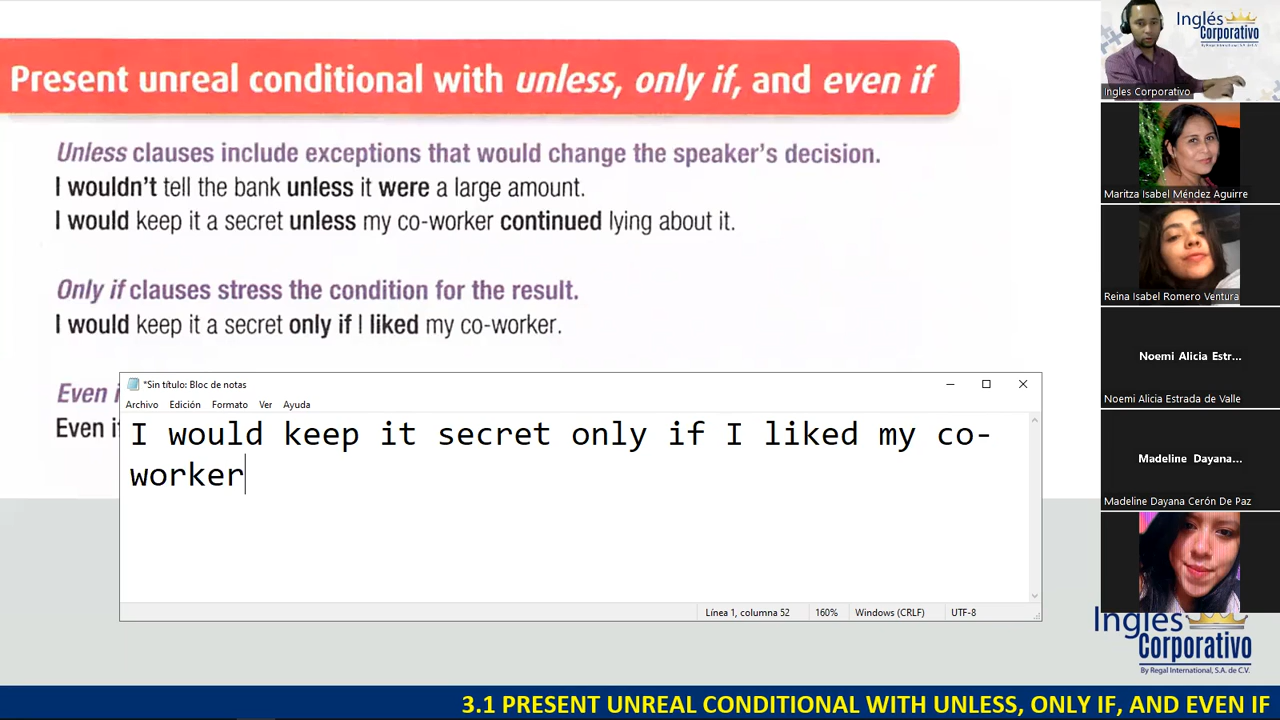 Present unreal conditional with unless, only if, and even if
Unless clauses include exceptions that would change the speaker's decision.
I wouldn't tell the bank unless it were a large amount.
I would keep it a secret unless my co-worker continued lying about it.
Only if clauses stress the condition for the result.
I would keep it a secret only if I liked my co-worker.
Even i
Even if
*Sin título: Bloc de notas
Archivo Edición Formato Ver Ayuda
I would keep it secret only if I liked my co-
worker
Línea 1, columna 52 160% Windows (CRLF) UTF-8
Inglés
Corporativo
By Regal International, S.A. de C.V.
Ingles Corporativo
Maritza Isabel Méndez Aguirre
Reina Isabel Romero Ventura
Noemi Alicia Estr...
Noemi Alicia Estrada de Valle
Madeline Dayana...
Madeline Dayana Cerón De Paz
Inglés
Corporativo
By Regal International, S.A. de C.V.
3.1 PRESENT UNREAL CONDITIONAL WITH UNLESS, ONLY IF, AND EVEN IF